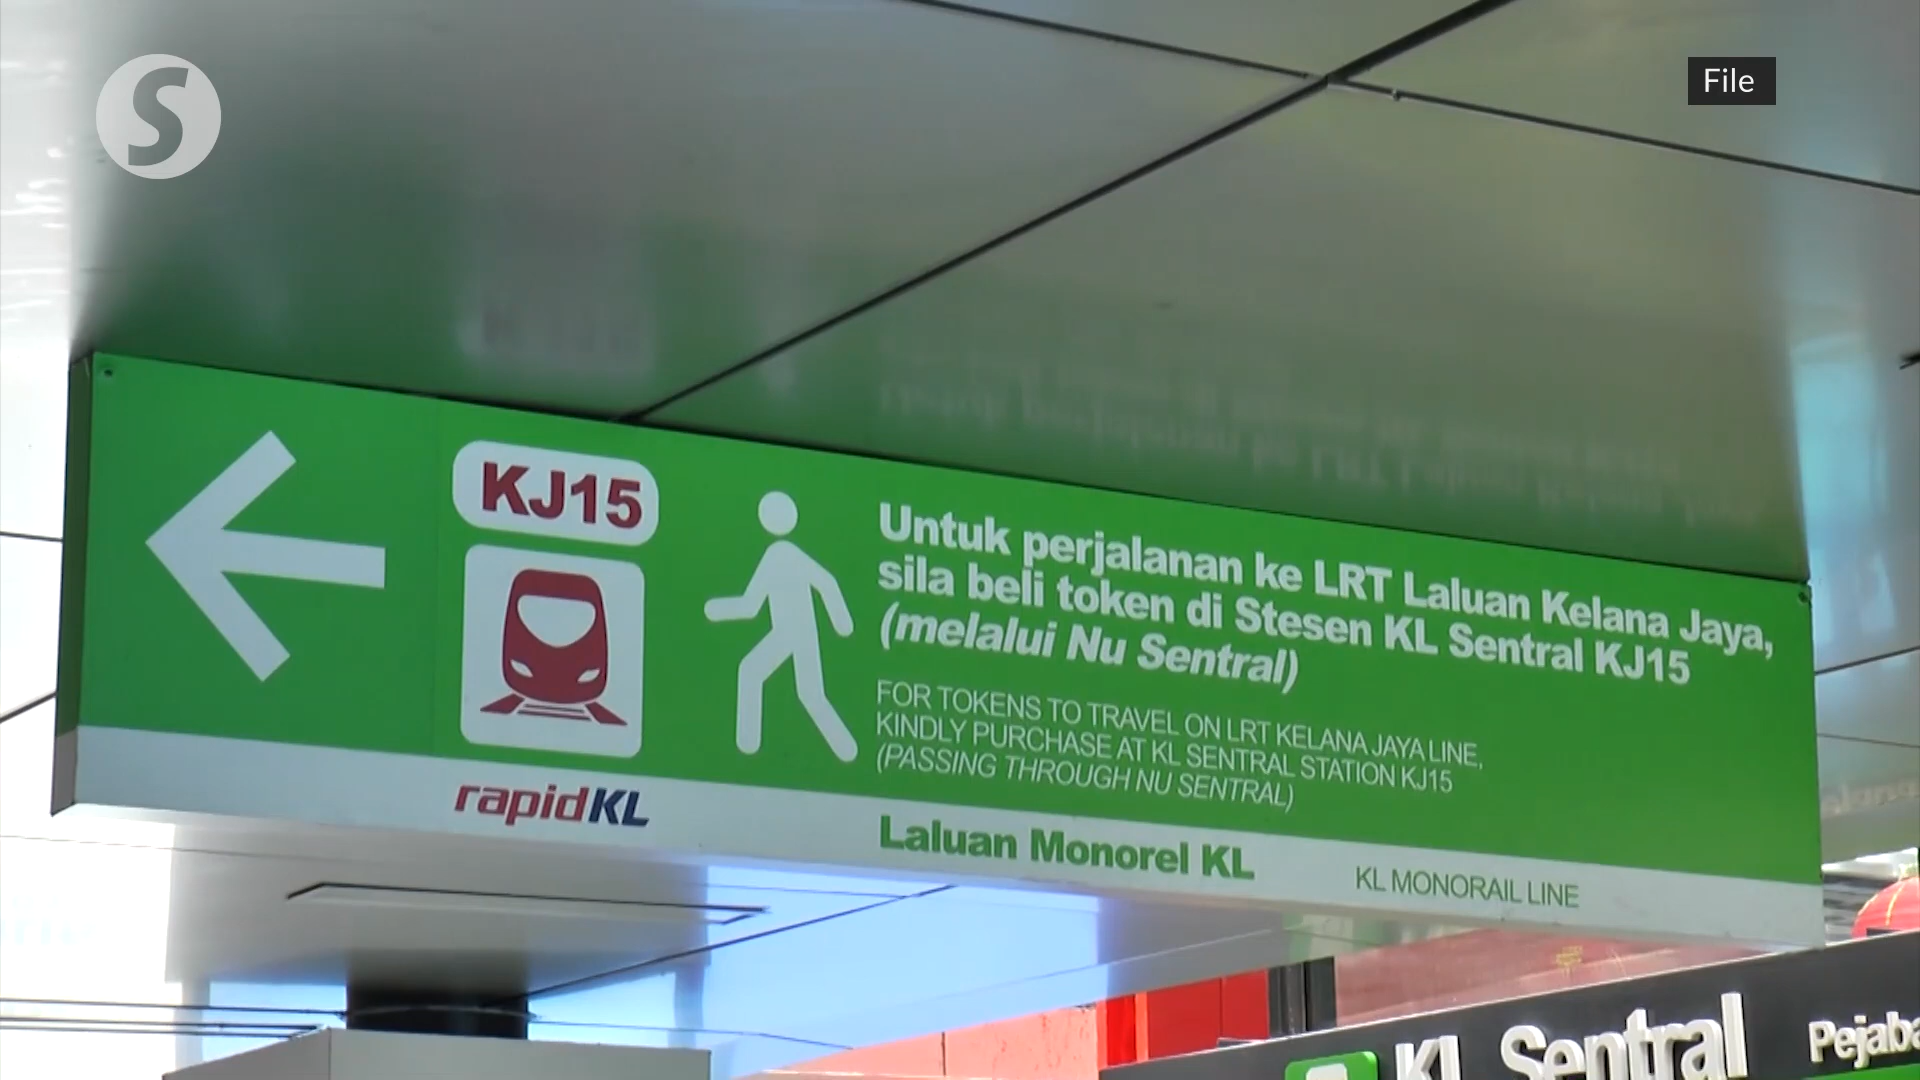 S
File
KJ15
Untuk perjalanan ke LRT Laluan Kelana Jaya,
sila beli token di Stesen KL Sentral KJ15
(melalui Nu Sentral)
FOR TOKENS TO TRAVEL ON LRT KELANA JAYA LINE,
KINDLY PURCHASE AT KL SENTRAL STATION KJ15
(PASSING THROUGH NU SENTRAL)
rapidKL
Laluan Monorel KL
KL MONORAIL LINE
KL Sentral